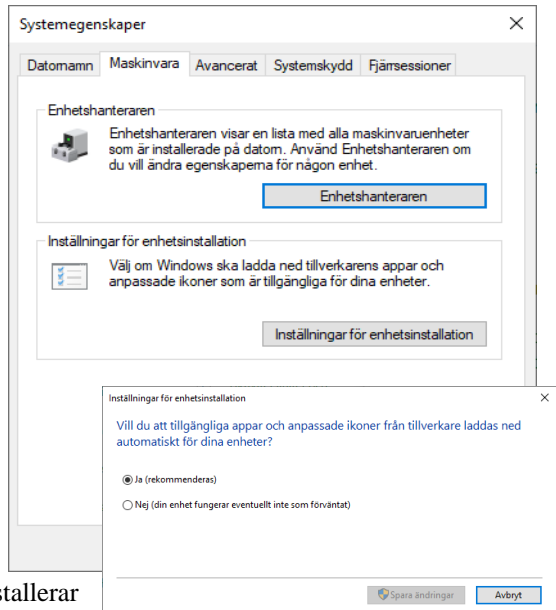 Systemegenskaper
Datornamn Maskinvara Avancerat Systemskydd Fjärrsessioner
Enhetshanteraren
Enhetshanteraren visar en lista med alla maskinvaruenheter
som är installerade på datorn. Använd Enhetshanteraren om
du vill ändra egenskaperna för någon enhet.
Enhetshanteraren
Inställningar för enhetsinstallation
Välj om Windows ska ladda ned tillverkarens appar och
anpassade ikoner som är tillgängliga för dina enheter.
Inställningar för enhetsinstallation
Inställningar för enhetsinstallation
Vill du att tillgängliga appar och anpassade ikoner från tillverkare laddas ned
automatiskt för dina enheter?
Ja (rekommenderas)
Nej (din enhet fungerar eventuellt inte som förväntat)
Spara ändringar Avbryt
stallerar